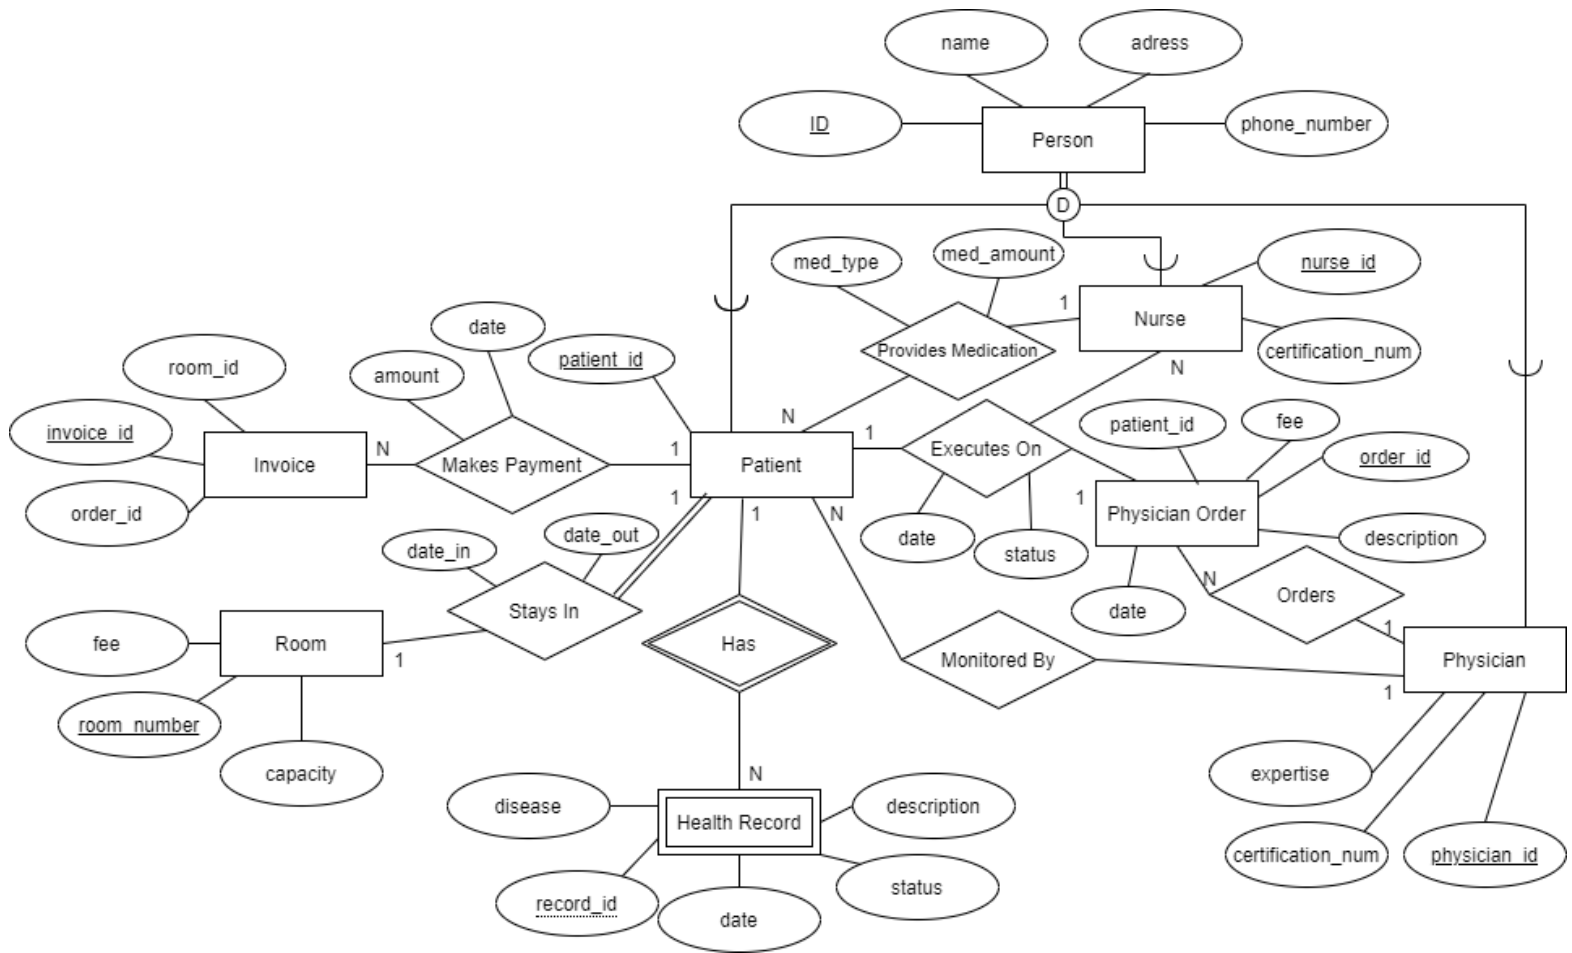 name
adress
ID
Person
phone_number
D
med_type
med_amount
nurse_id
1
Nurse
date
room_id
patient_id
Provides Medication
certification_num
amount
N
invoice_id
N
patient_id
fee
N
1
1
Executes On
order_id
Invoice
Makes Payment
Patient
order_id
1
1
N
1
Physician Order
date_in
date_out
date
status
description
N
Stays In
date
Orders
fee
Room
1
Has
1
Monitored By
Physician
1
room_number
capacity
N
expertise
disease
Health Record
description
certification_num
physician_id
record_id
date
status